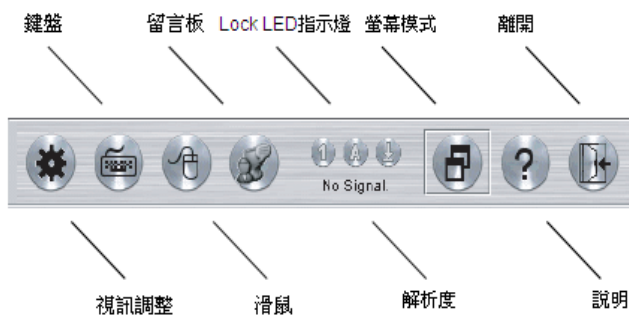 鍵盤 留言板 Lock LED指示燈 螢幕模式 離開
1 A
No Signal.
視訊調整 滑鼠 解析度 說明